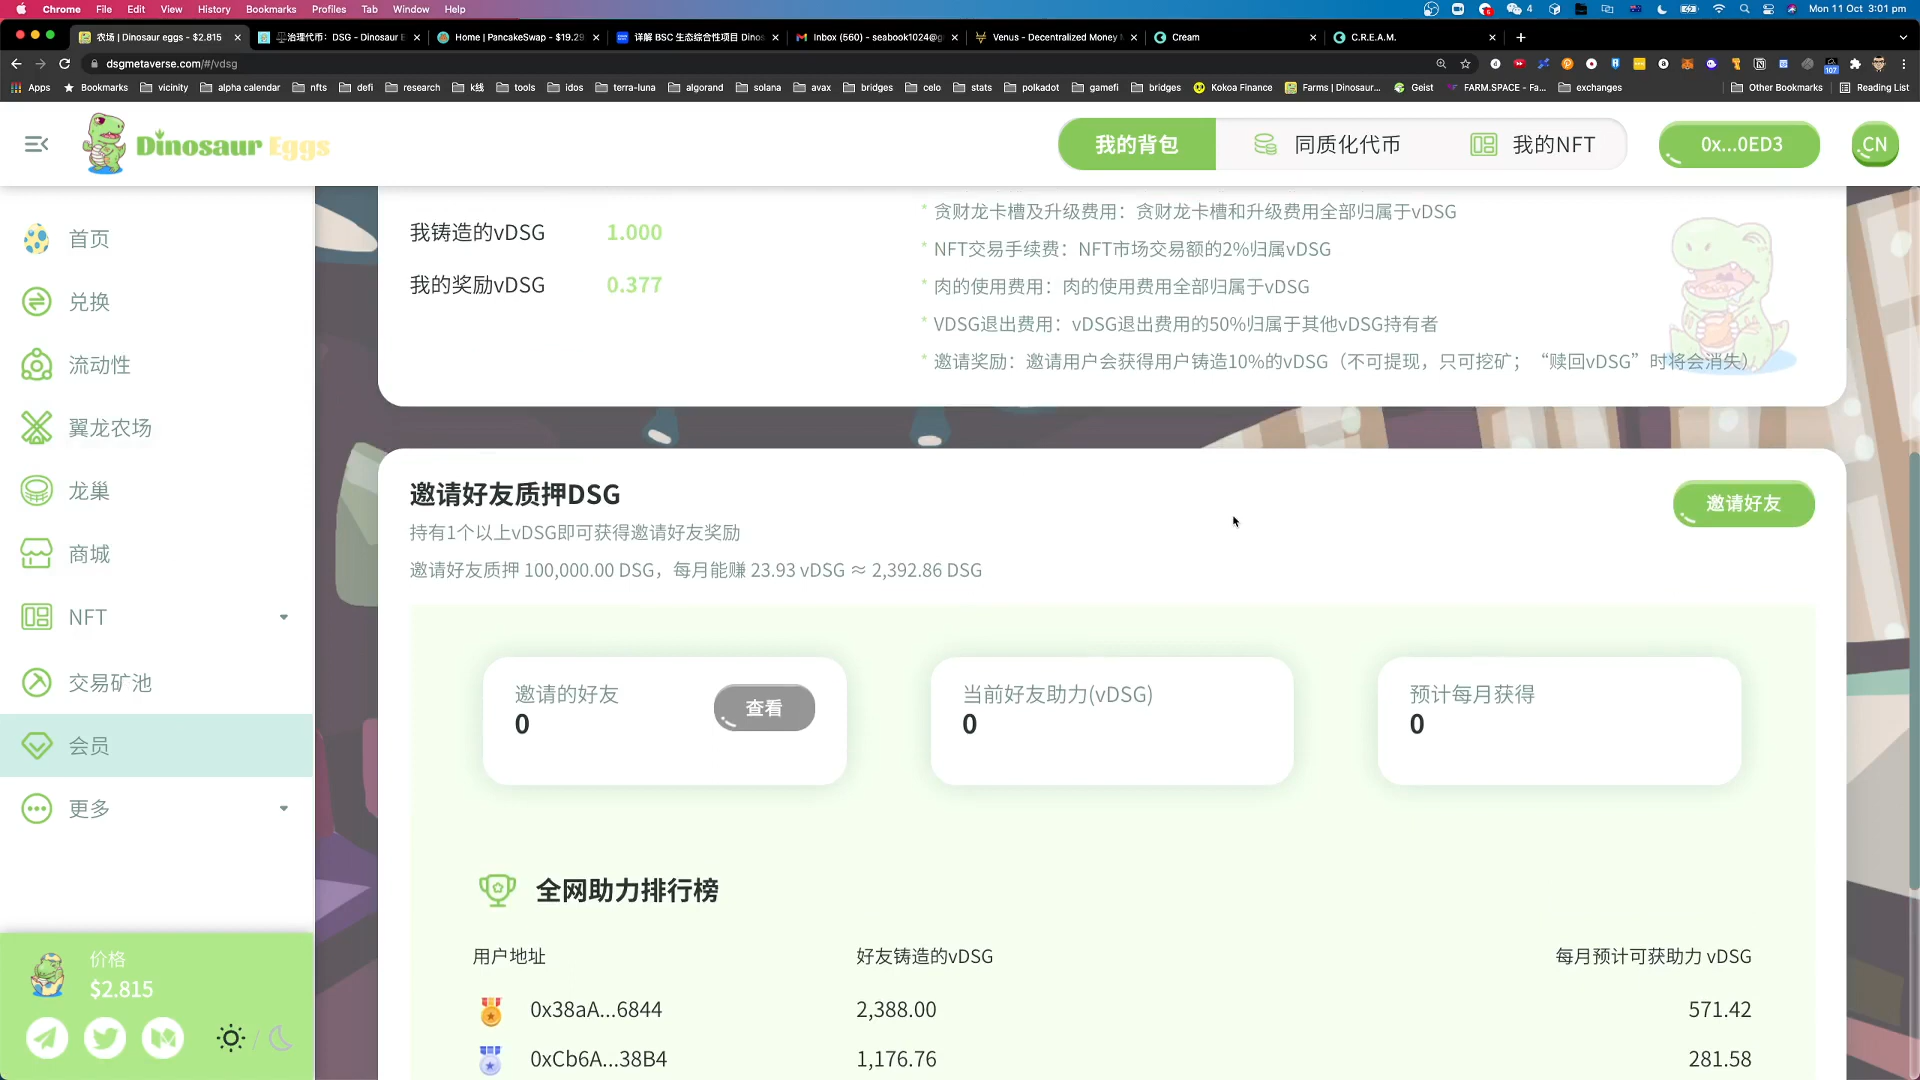 Chrome File Edit View History Bookmarks Profiles Tab Window Help
Mon 11 Oct 3:01 pm
农场 | Dinosaur eggs - $2.815
治理代币：DSG - Dinosaur E
Home | PancakeSwap - $19.29
详解 BSC 生态综合性项目 Dino
Inbox (560) - seabook1024@g
Venus - Decentralized Money
Cream
C.R.E.A.M.
dsgmetaverse.com/#/vdsg
Apps Bookmarks vicinity alpha calendar nfts defi research k线 tools idos terra-luna algorand solana avax bridges celo stats polkadot gamefi bridges Kokoa Finance Farms | Dinosaur... Geist FARM.SPACE - Fa... exchanges Other Bookmarks Reading List
Dinosaur Eggs
我的背包
同质化代币
我的NFT
0x...0ED3
CN
首页
兑换
流动性
翼龙农场
龙巢
商城
NFT
交易矿池
会员
更多
价格
$2.815
我铸造的vDSG 1.000
我的奖励vDSG 0.377
* 贪财龙卡槽及升级费用：贪财龙卡槽和升级费用全部归属于vDSG
* NFT交易手续费：NFT市场交易额的2%归属vDSG
* 肉的使用费用：肉的使用费用全部归属于vDSG
* VDSG退出费用：vDSG退出费用的50%归属于其他vDSG持有者
* 邀请奖励：邀请用户会获得用户铸造10%的vDSG（不可提现，只可挖矿；“赎回vDSG”时将会消失）
邀请好友质押DSG
邀请好友
持有1个以上vDSG即可获得邀请好友奖励
邀请好友质押 100,000.00 DSG，每月能赚 23.93 vDSG ≈ 2,392.86 DSG
邀请的好友
0
查看
当前好友助力(vDSG)
0
预计每月获得
0
全网助力排行榜
用户地址 好友铸造的vDSG 每月预计可获助力 vDSG
0x38aA...6844 2,388.00 571.42
0xCb6A...38B4 1,176.76 281.58